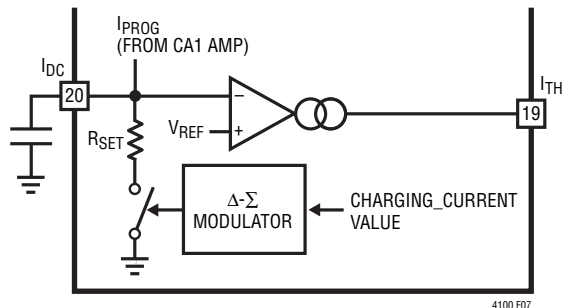 I_PROG
(FROM CA1 AMP)
I_DC
20
I_TH
19
–
+
V_REF
R_SET
Δ-Σ
MODULATOR
CHARGING_CURRENT
VALUE
4100 F07